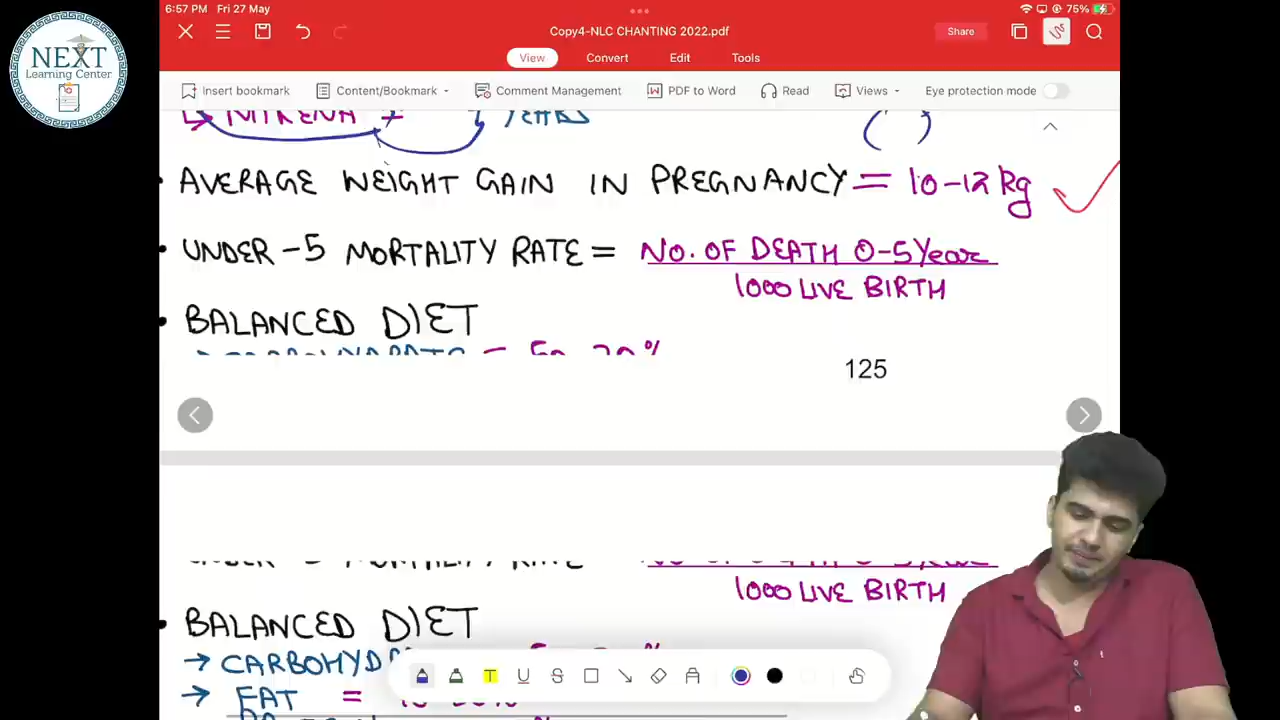 6:57 PM Fri 27 May
75%
NEXT
Learning Center
Copy4-NLC CHANTING 2022.pdf
Share
View Convert Edit Tools
Insert bookmark Content/Bookmark Comment Management PDF to Word Read Views Eye protection mode
YEARS
• AVERAGE WEIGHT GAIN IN PREGNANCY = 10-12 Kg
• UNDER-5 MORTALITY RATE = NO. OF DEATH 0-5 Year
1000 LIVE BIRTH
• BALANCED DIET
125
1000 LIVE BIRTH
• BALANCED DIET
→ CARBOHYD
→ FAT =